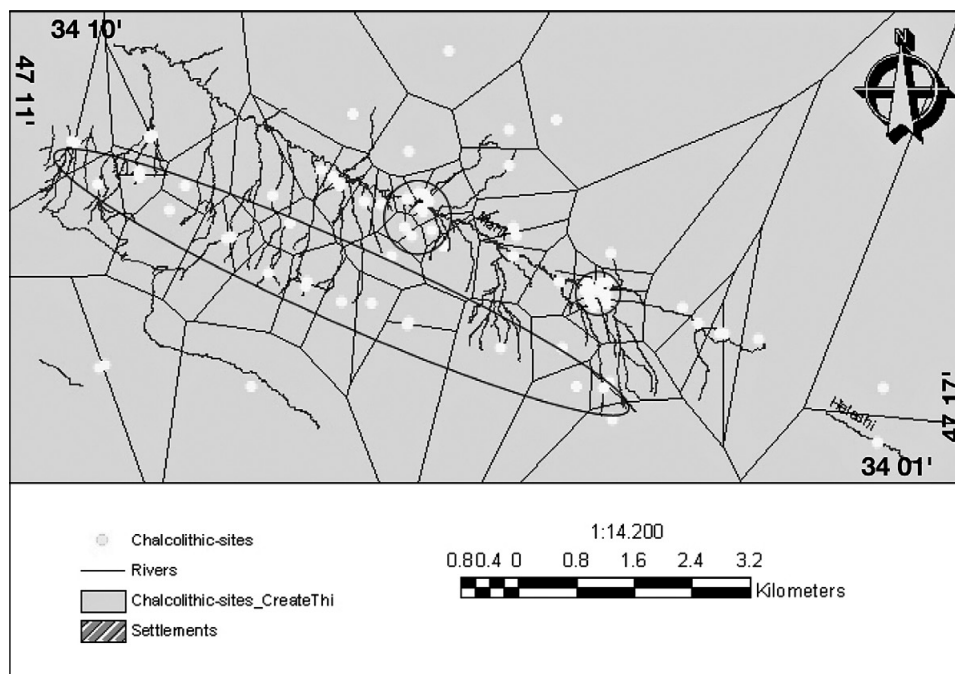 34 10'
N
47 11'
Harsi
47 17'
Holashi
34 01'
Chalcolithic-sites
Rivers
Chalcolithic-sites_CreateThi
Settlements
1:14.200
0.80.4 0 0.8 1.6 2.4 3.2
Kilometers